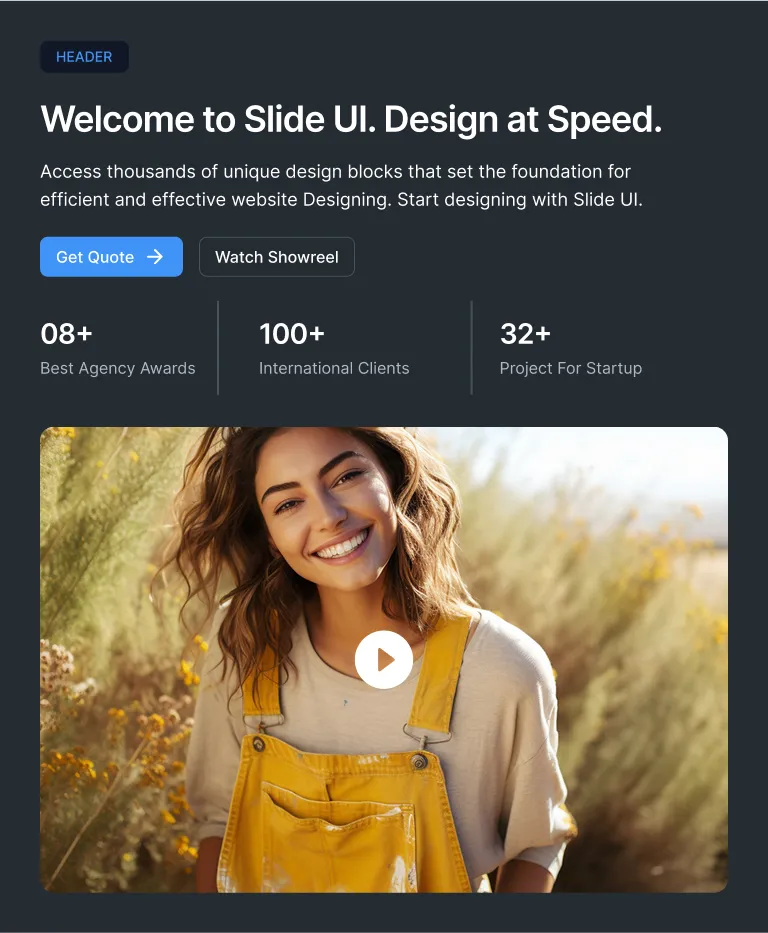 HEADER
Welcome to Slide UI. Design at Speed.
Access thousands of unique design blocks that set the foundation for
efficient and effective website Designing. Start designing with Slide UI.
Get Quote
Watch Showreel
08+
Best Agency Awards
100+
International Clients
32+
Project For Startup